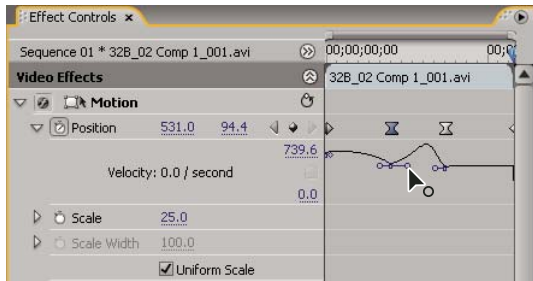 Effect Controls ×
Sequence 01 * 32B_02 Comp 1_001.avi
00;00;00;00
Video Effects
32B_02 Comp 1_001.avi
Motion
Position 531.0 94.4
739.6
Velocity: 0.0 / second
0.0
Scale 25.0
Scale Width 100.0
Uniform Scale